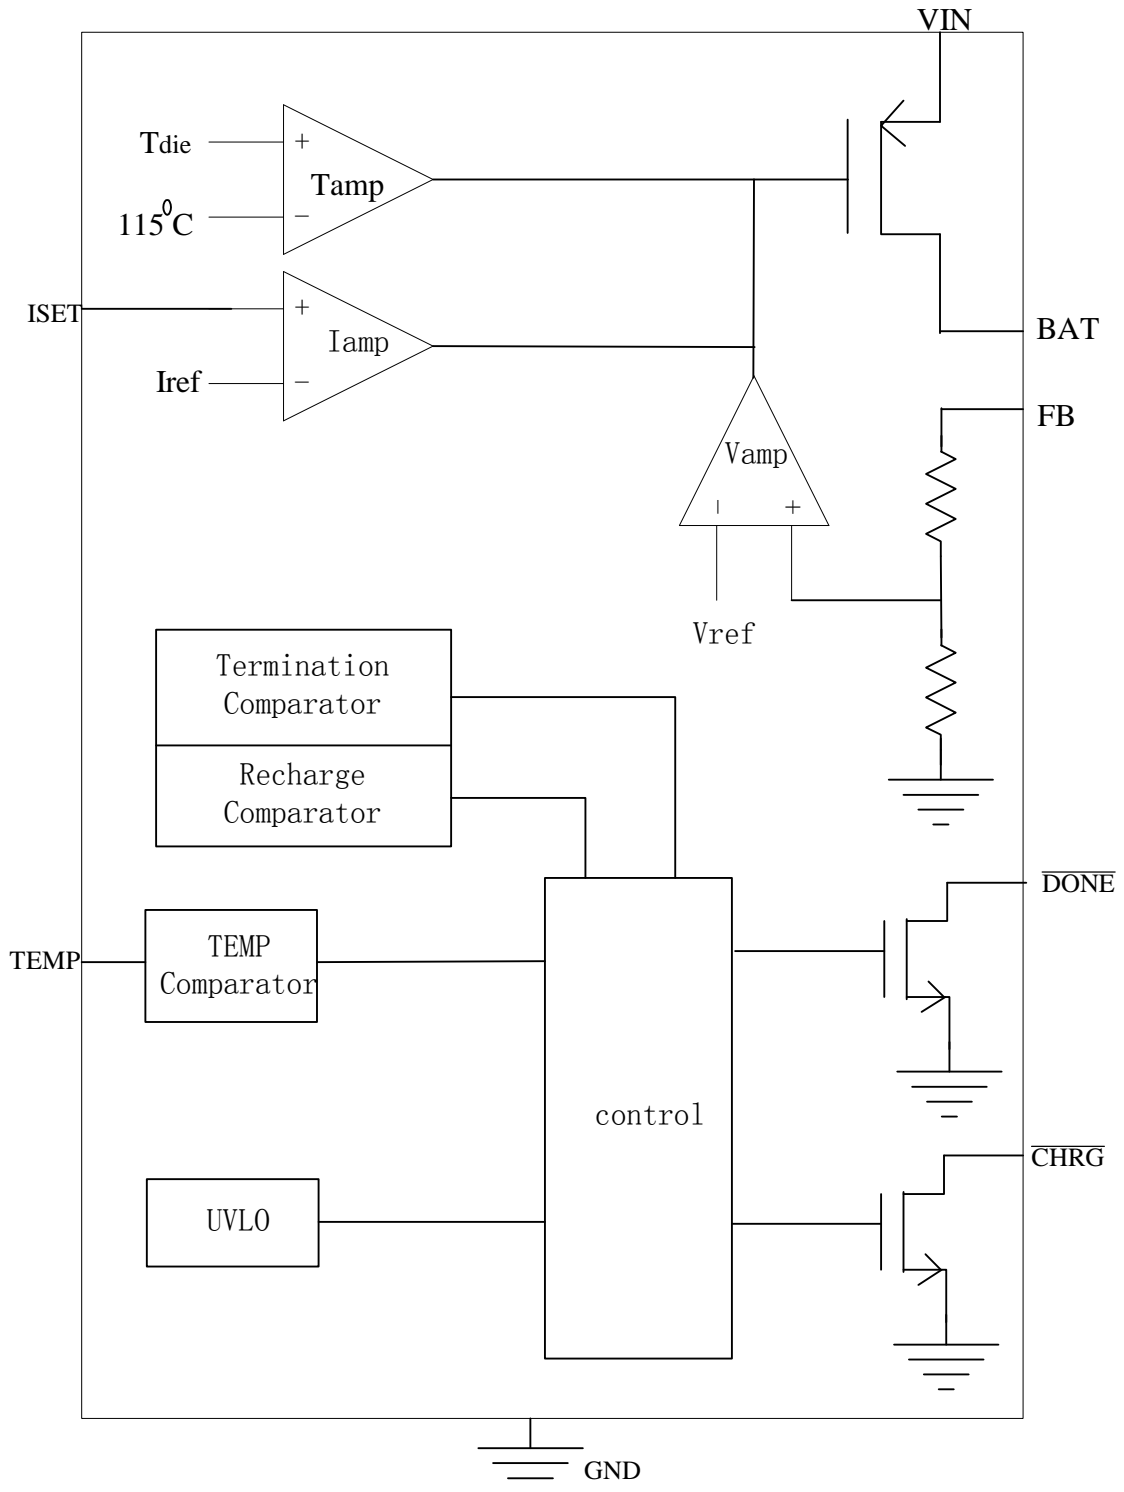 VIN
Tdie
+
Tamp
115⁰C
−
ISET
+
Iamp
BAT
Iref
−
FB
Vamp
− +
Vref
Termination
Comparator
Recharge
Comparator
DONE
TEMP
TEMP
Comparator
control
CHRG
UVLO
GND